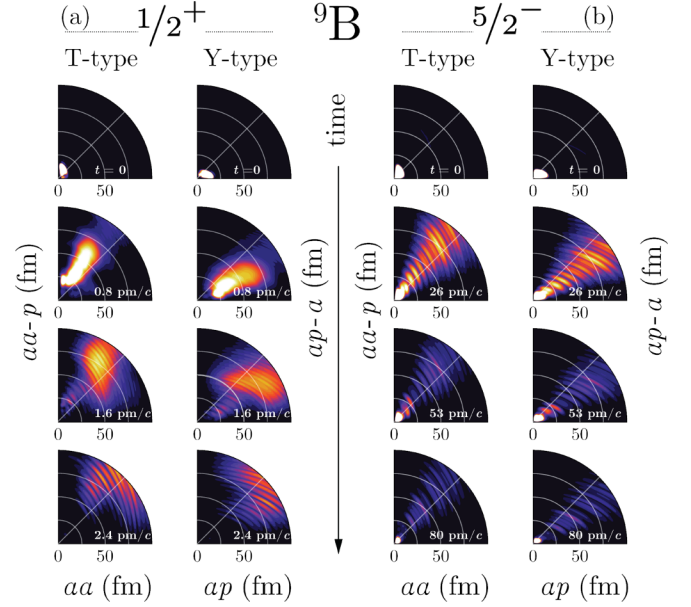 (a) 1/2⁺ ⁹B 5/2⁻ (b)
T-type Y-type T-type Y-type
time
t = 0 t = 0 t = 0 t = 0
0 50 0 50 0 50 0 50
0.8 pm/c 0.8 pm/c 26 pm/c 26 pm/c
0 50 0 50 0 50 0 50
aa-p (fm) ap-a (fm) aa-p (fm) ap-a (fm)
1.6 pm/c 1.6 pm/c 53 pm/c 53 pm/c
0 50 0 50 0 50 0 50
2.4 pm/c 2.4 pm/c 80 pm/c 80 pm/c
0 50 0 50 0 50 0 50
aa (fm) ap (fm) aa (fm) ap (fm)